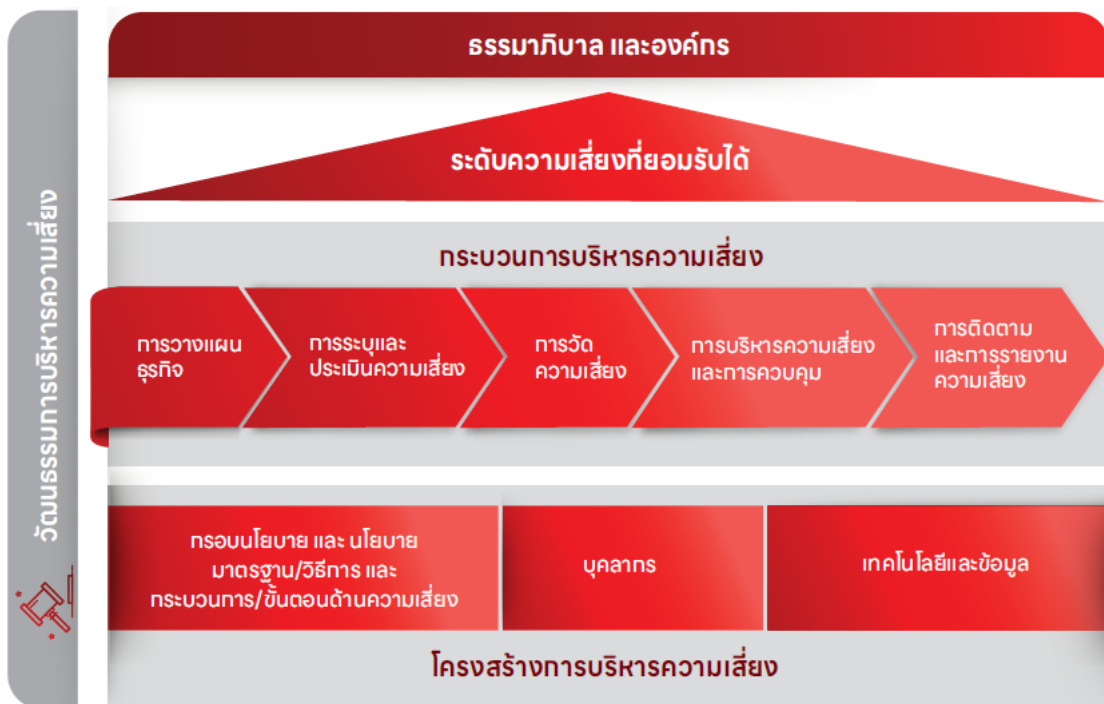 ธรรมาภิบาล และองค์กร
ระดับความเสี่ยงที่ยอมรับได้
วัฒนธรรมการบริหารความเสี่ยง
กระบวนการบริหารความเสี่ยง
การวางแผน
ธุรกิจ
การระบุและ
ประเมินความเสี่ยง
การวัด
ความเสี่ยง
การบริหารความเสี่ยง
และการควบคุม
การติดตาม
และการรายงาน
ความเสี่ยง
กรอบนโยบาย และ นโยบาย
มาตรฐาน/วิธีการ และ
กระบวนการ/ขั้นตอนด้านความเสี่ยง
บุคลากร
เทคโนโลยีและข้อมูล
โครงสร้างการบริหารความเสี่ยง